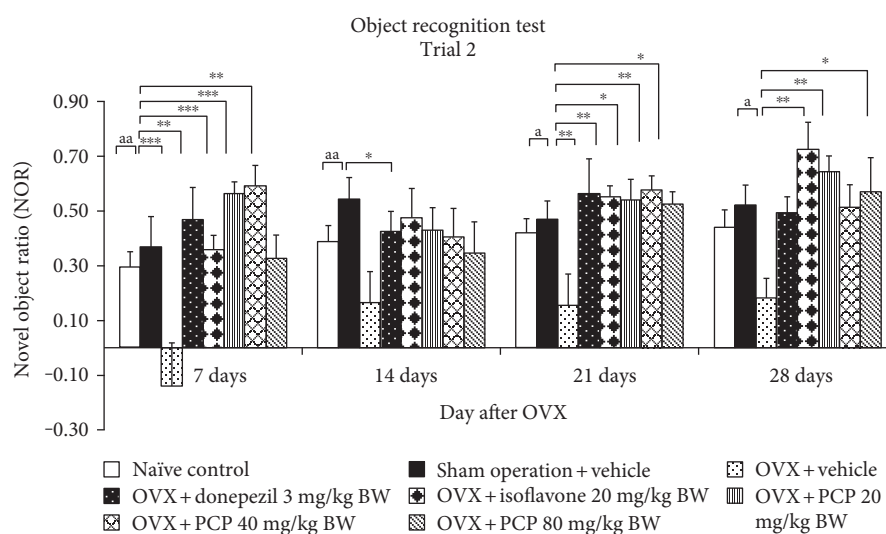 Object recognition test
Trial 2
Novel object ratio (NOR)
0.90
0.70
0.50
0.30
0.10
−0.10
−0.30
aa
***
**
***
***
**
aa
*
a
**
**
*
**
*
a
**
**
*
7 days
14 days
21 days
28 days
Day after OVX
Naïve control
Sham operation + vehicle
OVX + vehicle
OVX + donepezil 3 mg/kg BW
OVX + isoflavone 20 mg/kg BW
OVX + PCP 20
mg/kg BW
OVX + PCP 40 mg/kg BW
OVX + PCP 80 mg/kg BW